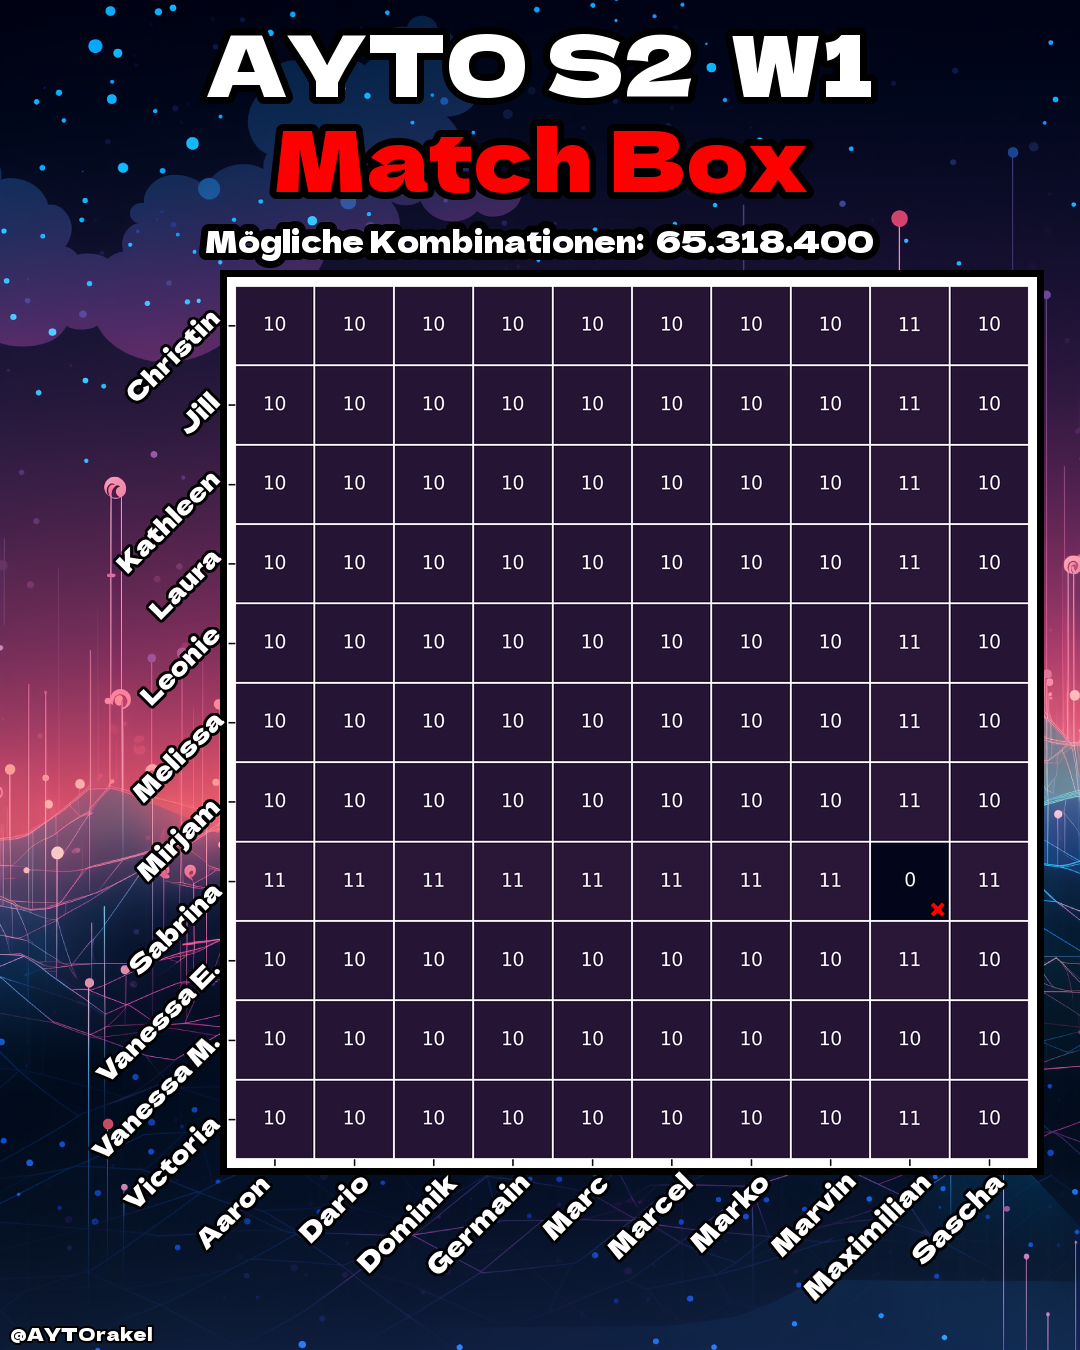 AYTO S2 W1
Match Box
Mögliche Kombinationen: 65.318.400
Christin 10 10 10 10 10 10 10 10 11 10
Jill 10 10 10 10 10 10 10 10 11 10
Kathleen 10 10 10 10 10 10 10 10 11 10
Laura 10 10 10 10 10 10 10 10 11 10
Leonie 10 10 10 10 10 10 10 10 11 10
Melissa 10 10 10 10 10 10 10 10 11 10
Mirjam 10 10 10 10 10 10 10 10 11 10
Sabrina 11 11 11 11 11 11 11 11 0 11
Vanessa E. 10 10 10 10 10 10 10 10 11 10
Vanessa M. 10 10 10 10 10 10 10 10 10 10
Victoria 10 10 10 10 10 10 10 10 11 10
Aaron Dario Dominik Germain Marc Marcel Marko Marvin Maximilian Sascha
@AYTOrakel